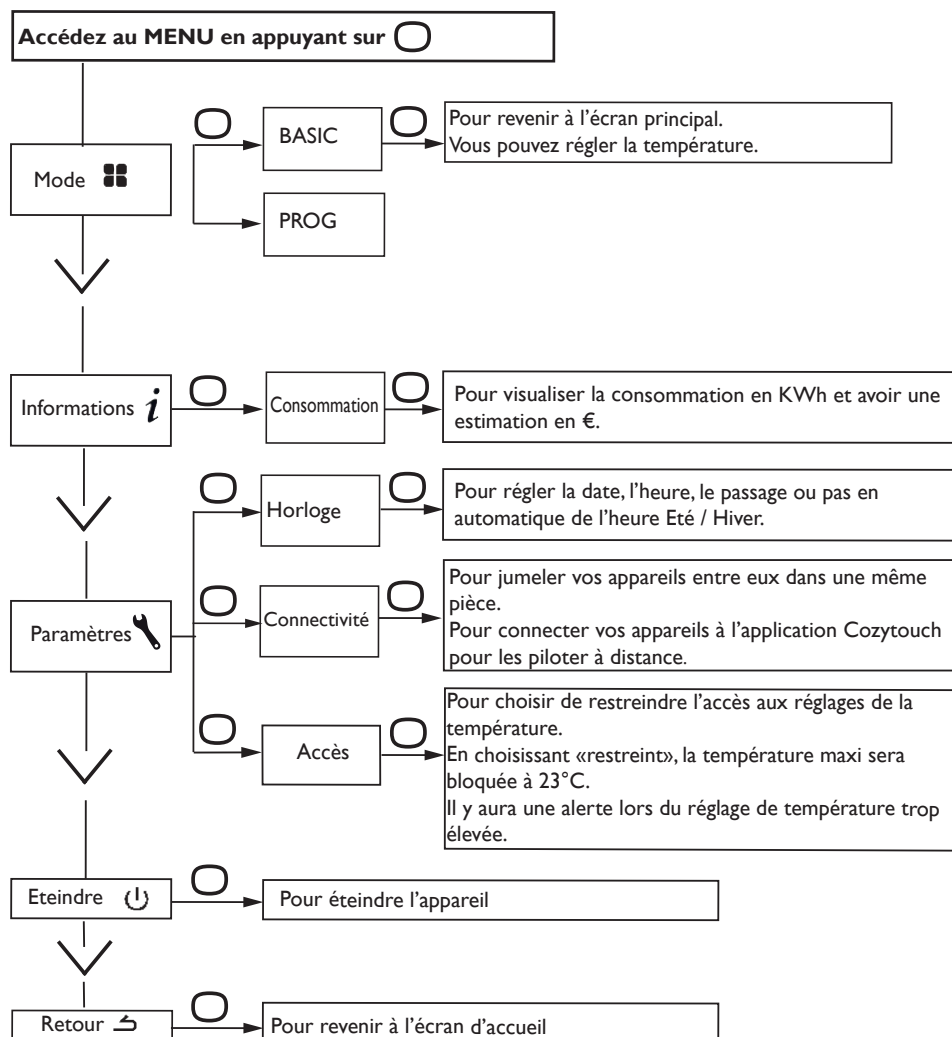 Accédez au MENU en appuyant sur
Mode
BASIC
Pour revenir à l'écran principal.
Vous pouvez régler la température.
PROG
Informations i
Consommation
Pour visualiser la consommation en KWh et avoir une
estimation en €.
Paramètres
Horloge
Pour régler la date, l'heure, le passage ou pas en
automatique de l'heure Eté / Hiver.
Connectivité
Pour jumeler vos appareils entre eux dans une même
pièce.
Pour connecter vos appareils à l'application Cozytouch
pour les piloter à distance.
Accès
Pour choisir de restreindre l'accès aux réglages de la
température.
En choisissant «restreint», la température maxi sera
bloquée à 23°C.
Il y aura une alerte lors du réglage de température trop
élevée.
Eteindre
Pour éteindre l'appareil
Retour
Pour revenir à l'écran d'accueil